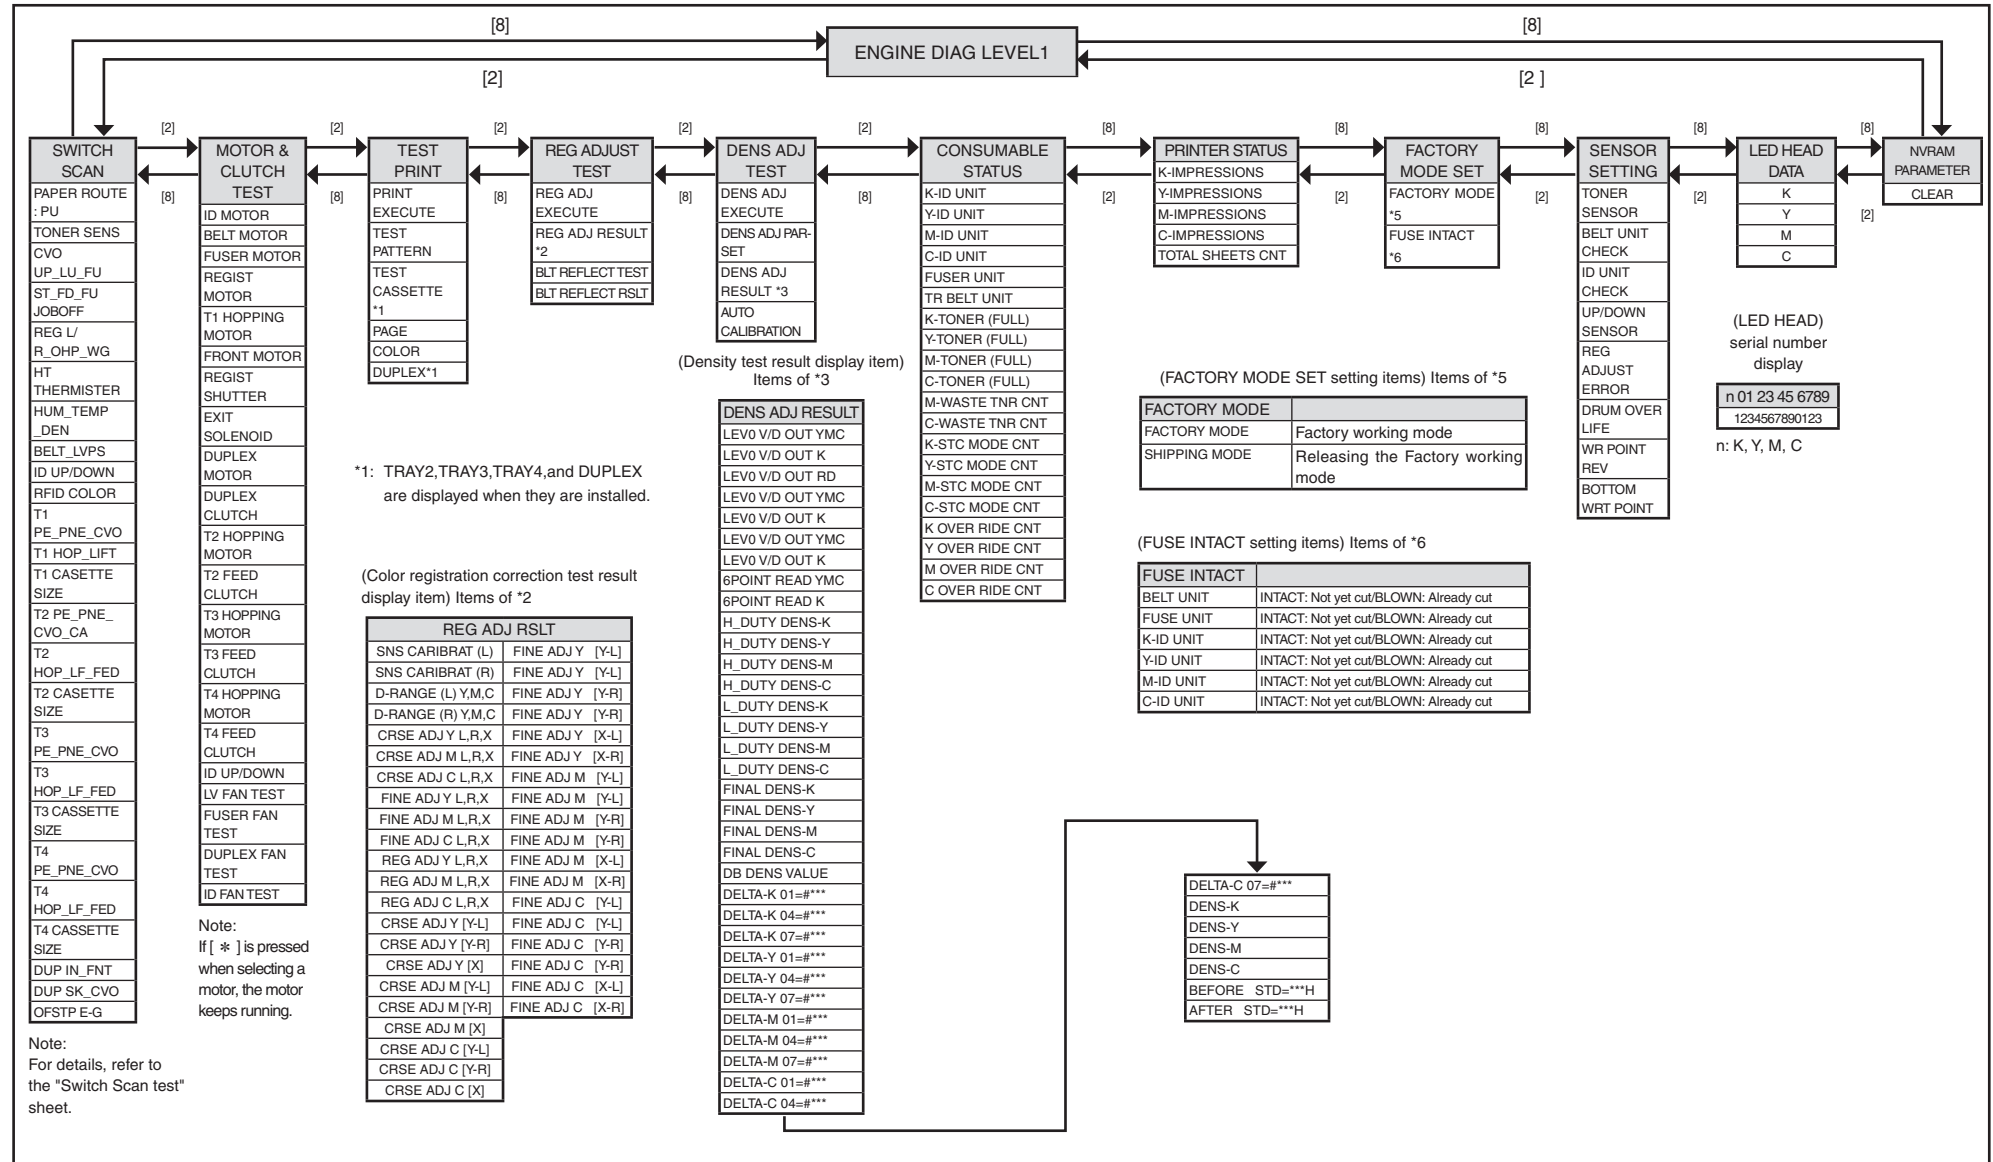 [8]
[8]
ENGINE DIAG LEVEL1
[2]
[2 ]
[2]
[2]
[2]
[2]
[2]
[8]
[8]
[8]
[8]
[8]
[8]
[8]
[8]
[8]
[8]
[2]
[2]
[2]
[2]
[2]
SWITCH
SCAN
PAPER ROUTE
: PU
TONER SENS
CVO
UP_LU_FU
ST_FD_FU
JOBOFF
REG L/
R_OHP_WG
HT
THERMISTER
HUM_TEMP
_DEN
BELT_LVPS
ID UP/DOWN
RFID COLOR
T1
PE_PNE_CVO
T1 HOP_LIFT
T1 CASETTE
SIZE
T2 PE_PNE_
CVO_CA
T2
HOP_LF_FED
T2 CASETTE
SIZE
T3
PE_PNE_CVO
T3
HOP_LF_FED
T3 CASSETTE
SIZE
T4
PE_PNE_CVO
T4
HOP_LF_FED
T4 CASSETTE
SIZE
DUP IN_FNT
DUP SK_CVO
OFSTP E-G
Note:
For details, refer to
the "Switch Scan test"
sheet.
MOTOR &
CLUTCH
TEST
ID MOTOR
BELT MOTOR
FUSER MOTOR
REGIST
MOTOR
T1 HOPPING
MOTOR
FRONT MOTOR
REGIST
SHUTTER
EXIT
SOLENOID
DUPLEX
MOTOR
DUPLEX
CLUTCH
T2 HOPPING
MOTOR
T2 FEED
CLUTCH
T3 HOPPING
MOTOR
T3 FEED
CLUTCH
T4 HOPPING
MOTOR
T4 FEED
CLUTCH
ID UP/DOWN
LV FAN TEST
FUSER FAN
TEST
DUPLEX FAN
TEST
ID FAN TEST
Note:
If [ * ] is pressed
when selecting a
motor, the motor
keeps running.
TEST
PRINT
PRINT
EXECUTE
TEST
PATTERN
TEST
CASSETTE
*1
PAGE
COLOR
DUPLEX*1
*1: TRAY2,TRAY3,TRAY4,and DUPLEX
are displayed when they are installed.
(Color registration correction test result
display item) Items of *2
REG ADJ RSLT
SNS CARIBRAT (L) FINE ADJ Y [Y-L]
SNS CARIBRAT (R) FINE ADJ Y [Y-L]
D-RANGE (L) Y,M,C FINE ADJ Y [Y-R]
D-RANGE (R) Y,M,C FINE ADJ Y [Y-R]
CRSE ADJ Y L,R,X FINE ADJ Y [X-L]
CRSE ADJ M L,R,X FINE ADJ Y [X-R]
CRSE ADJ C L,R,X FINE ADJ M [Y-L]
FINE ADJ Y L,R,X FINE ADJ M [Y-L]
FINE ADJ M L,R,X FINE ADJ M [Y-R]
FINE ADJ C L,R,X FINE ADJ M [Y-R]
REG ADJ Y L,R,X FINE ADJ M [X-L]
REG ADJ M L,R,X FINE ADJ M [X-R]
REG ADJ C L,R,X FINE ADJ C [Y-L]
CRSE ADJ Y [Y-L] FINE ADJ C [Y-L]
CRSE ADJ Y [Y-R] FINE ADJ C [Y-R]
CRSE ADJ Y [X] FINE ADJ C [Y-R]
CRSE ADJ M [Y-L] FINE ADJ C [X-L]
CRSE ADJ M [Y-R] FINE ADJ C [X-R]
CRSE ADJ M [X]
CRSE ADJ C [Y-L]
CRSE ADJ C [Y-R]
CRSE ADJ C [X]
REG ADJUST
TEST
REG ADJ
EXECUTE
REG ADJ RESULT
*2
BLT REFLECT TEST
BLT REFLECT RSLT
DENS ADJ
TEST
DENS ADJ
EXECUTE
DENS ADJ PAR-
SET
DENS ADJ
RESULT *3
AUTO
CALIBRATION
(Density test result display item)
Items of *3
DENS ADJ RESULT
LEV0 V/D OUT YMC
LEV0 V/D OUT K
LEV0 V/D OUT RD
LEV0 V/D OUT YMC
LEV0 V/D OUT K
LEV0 V/D OUT YMC
LEV0 V/D OUT K
6POINT READ YMC
6POINT READ K
H_DUTY DENS-K
H_DUTY DENS-Y
H_DUTY DENS-M
H_DUTY DENS-C
L_DUTY DENS-K
L_DUTY DENS-Y
L_DUTY DENS-M
L_DUTY DENS-C
FINAL DENS-K
FINAL DENS-Y
FINAL DENS-M
FINAL DENS-C
DB DENS VALUE
DELTA-K 01=#***
DELTA-K 04=#***
DELTA-K 07=#***
DELTA-Y 01=#***
DELTA-Y 04=#***
DELTA-Y 07=#***
DELTA-M 01=#***
DELTA-M 04=#***
DELTA-M 07=#***
DELTA-C 01=#***
DELTA-C 04=#***
DELTA-C 07=#***
DENS-K
DENS-Y
DENS-M
DENS-C
BEFORE STD=***H
AFTER STD=***H
CONSUMABLE
STATUS
K-ID UNIT
Y-ID UNIT
M-ID UNIT
C-ID UNIT
FUSER UNIT
TR BELT UNIT
K-TONER (FULL)
Y-TONER (FULL)
M-TONER (FULL)
C-TONER (FULL)
M-WASTE TNR CNT
C-WASTE TNR CNT
K-STC MODE CNT
Y-STC MODE CNT
M-STC MODE CNT
C-STC MODE CNT
K OVER RIDE CNT
Y OVER RIDE CNT
M OVER RIDE CNT
C OVER RIDE CNT
PRINTER STATUS
K-IMPRESSIONS
Y-IMPRESSIONS
M-IMPRESSIONS
C-IMPRESSIONS
TOTAL SHEETS CNT
FACTORY
MODE SET
FACTORY MODE
*5
FUSE INTACT
*6
(FACTORY MODE SET setting items) Items of *5
FACTORY MODE
FACTORY MODE Factory working mode
SHIPPING MODE Releasing the Factory working
mode
(FUSE INTACT setting items) Items of *6
FUSE INTACT
BELT UNIT INTACT: Not yet cut/BLOWN: Already cut
FUSE UNIT INTACT: Not yet cut/BLOWN: Already cut
K-ID UNIT INTACT: Not yet cut/BLOWN: Already cut
Y-ID UNIT INTACT: Not yet cut/BLOWN: Already cut
M-ID UNIT INTACT: Not yet cut/BLOWN: Already cut
C-ID UNIT INTACT: Not yet cut/BLOWN: Already cut
SENSOR
SETTING
TONER
SENSOR
BELT UNIT
CHECK
ID UNIT
CHECK
UP/DOWN
SENSOR
REG
ADJUST
ERROR
DRUM OVER
LIFE
WR POINT
REV
BOTTOM
WRT POINT
LED HEAD
DATA
K
Y
M
C
(LED HEAD)
serial number
display
n 01 23 45 6789
1234567890123
n: K, Y, M, C
NVRAM
PARAMETER
CLEAR